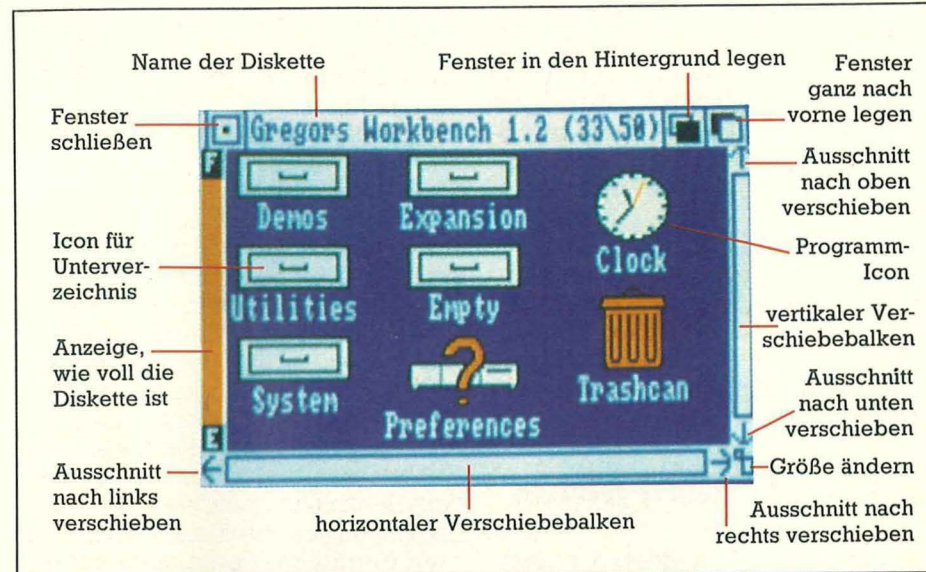 Name der Diskette
Fenster in den Hintergrund legen
Fenster
ganz nach
vorne legen
Fenster
schließen
Gregors Workbench 1.2 (33\50)
Ausschnitt
nach oben
verschieben
F
Demos
Expansion
Clock
Programm-
Icon
Icon für
Unterver-
zeichnis
Utilities
Empty
Trashcan
vertikaler Ver-
schiebebalken
Anzeige,
wie voll die
Diskette ist
System
Preferences
Ausschnitt
nach unten
verschieben
E
Größe ändern
Ausschnitt
nach links
verschieben
horizontaler Verschiebebalken
Ausschnitt nach
rechts verschieben